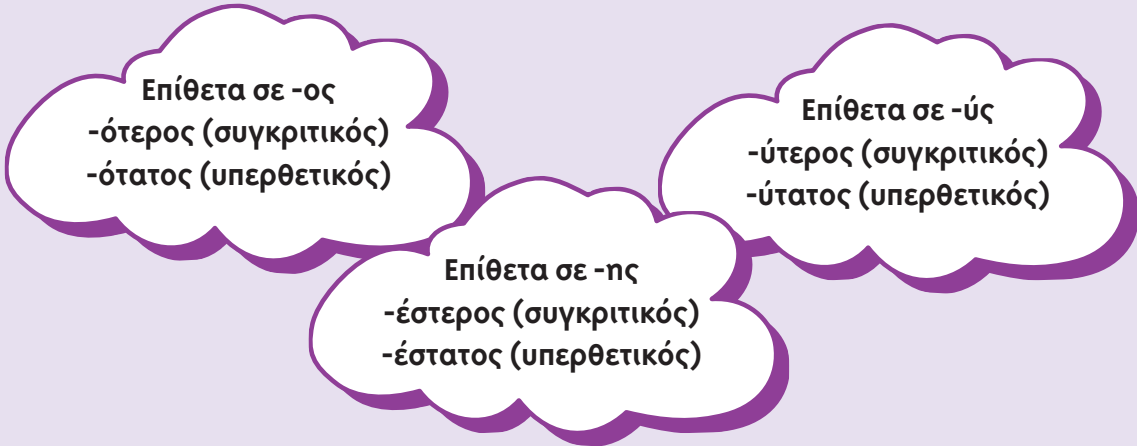 Επίθετα σε -ος
-ότερος (συγκριτικός)
-ότατος (υπερθετικός)
Επίθετα σε -ύς
-ύτερος (συγκριτικός)
-ύτατος (υπερθετικός)
Επίθετα σε -ης
-έστερος (συγκριτικός)
-έστατος (υπερθετικός)